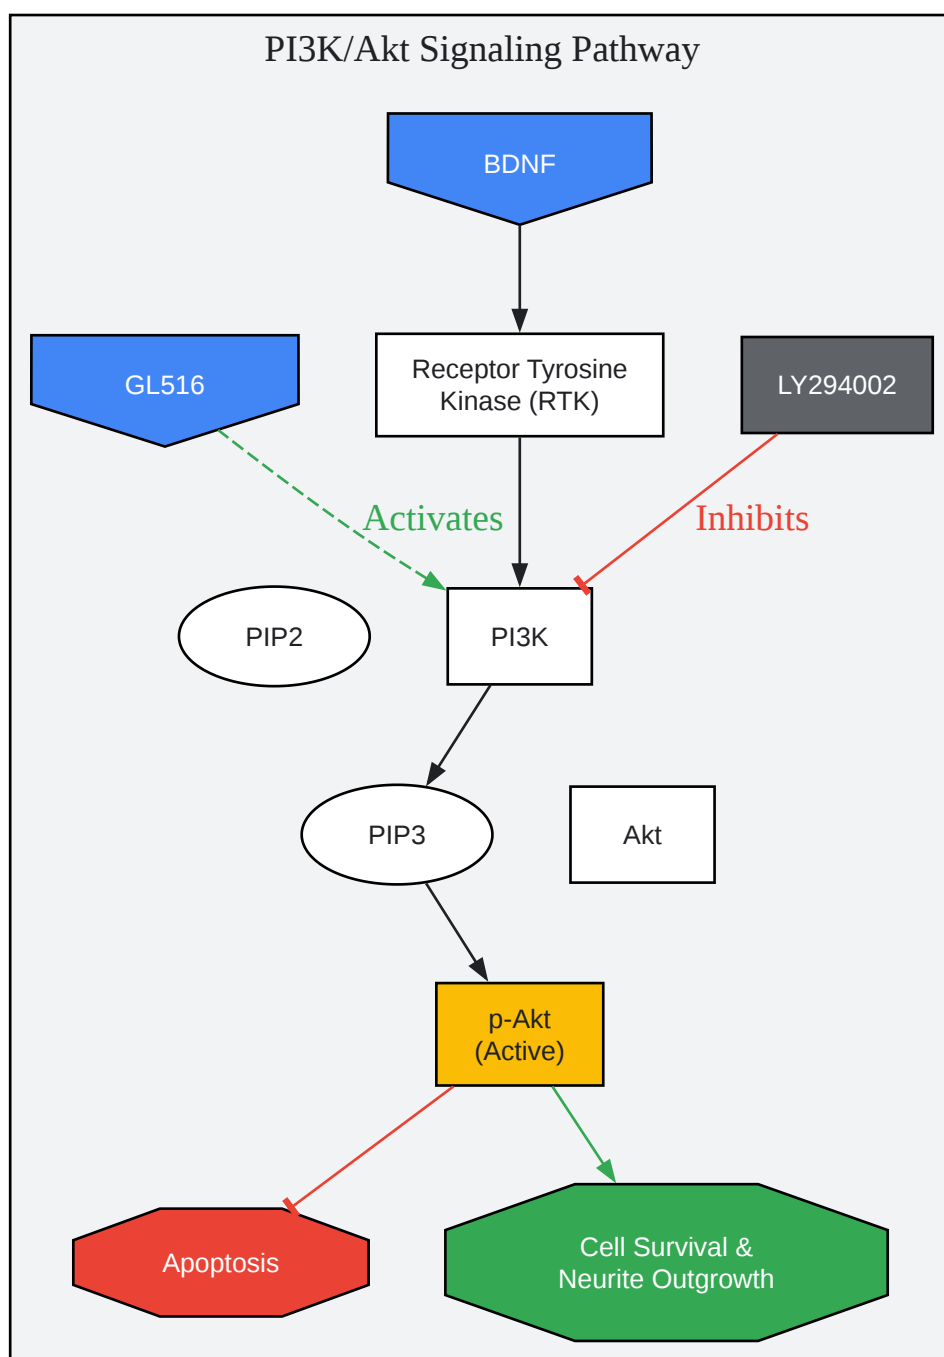 PI3K/Akt Signaling Pathway
BDNF
GL516
Receptor Tyrosine
Kinase (RTK)
LY294002
Activates
Inhibits
PIP2
PI3K
PIP3
Akt
p-Akt
(Active)
Apoptosis
Cell Survival &
Neurite Outgrowth